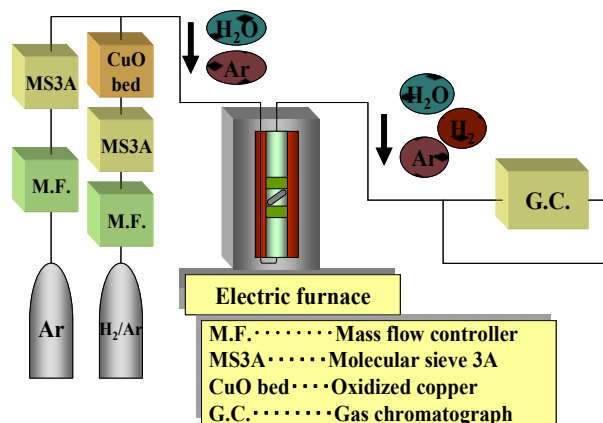 CuO
bed
MS3A
MS3A
M.F.
M.F.
Ar
H₂/Ar
H₂O
Ar
H₂O
H₂
Ar
G.C.
Electric furnace
M.F.········Mass flow controller
MS3A······Molecular sieve 3A
CuO bed····Oxidized copper
G.C.········Gas chromatograph